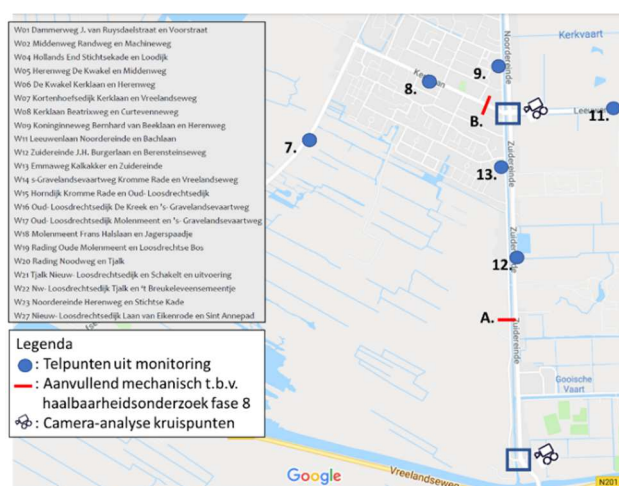 W01 Dammerweg J. van Ruysdaelstraat en Voorstraat
W02 Middenweg Randweg en Machineweg
W04 Hollands End Stichtsekade en Loodijk
W05 Herenweg De Kwakel en Middenweg
W06 De Kwakel Kerklaan en Herenweg
W07 Kortenhoefsedijk Kerklaan en Vreelandseweg
W08 Kerklaan Beatrixweg en Curtevenneweg
W09 Koninginneweg Bernhard van Beeklaan en Herenweg
W11 Leeuwenlaan Noordereinde en Bachlaan
W12 Zuidereinde J.H. Burgerlaan en Berensteinseweg
W13 Emmaweg Kalkakker en Zuidereinde
W14 s-Gravelandsevaartweg Kromme Rade en Vreelandseweg
W15 Horndijk Kromme Rade en Oud- Loosdrechtsedijk
W16 Oud- Loosdrechtsedijk De Kreek en 's- Gravelandsevaartweg
W17 Oud- Loosdrechtsedijk Molenmeent en 's- Gravelandsevaartweg
W18 Molenmeent Frans Halslaan en Jagerspaadje
W19 Rading Oude Molenmeent en Loosdrechtse Bos
W20 Rading Noodweg en Tjalk
W21 Tjalk Nieuw- Loosdrechtsedijk en Schakelt en uitvoering
W22 Nw- Loosdrechtsedijk Tjalk en 't Breukeleveensemeentje
W23 Noordereinde Herenweg en Stichtse Kade
W27 Nieuw- Loosdrechtsedijk Laan van Eikenrode en Sint Annepad
Legenda
: Telpunten uit monitoring
: Aanvullend mechanisch t.b.v.
haalbaarheidsonderzoek fase 8
: Camera-analyse kruispunten
Noordereinde
Kerkvaart
9.
8.
B.
11.
7.
Zuidereinde
13.
12.
A.
Zuidereinde
Gooische
Vaart
Google
Vreelandseweg
N201